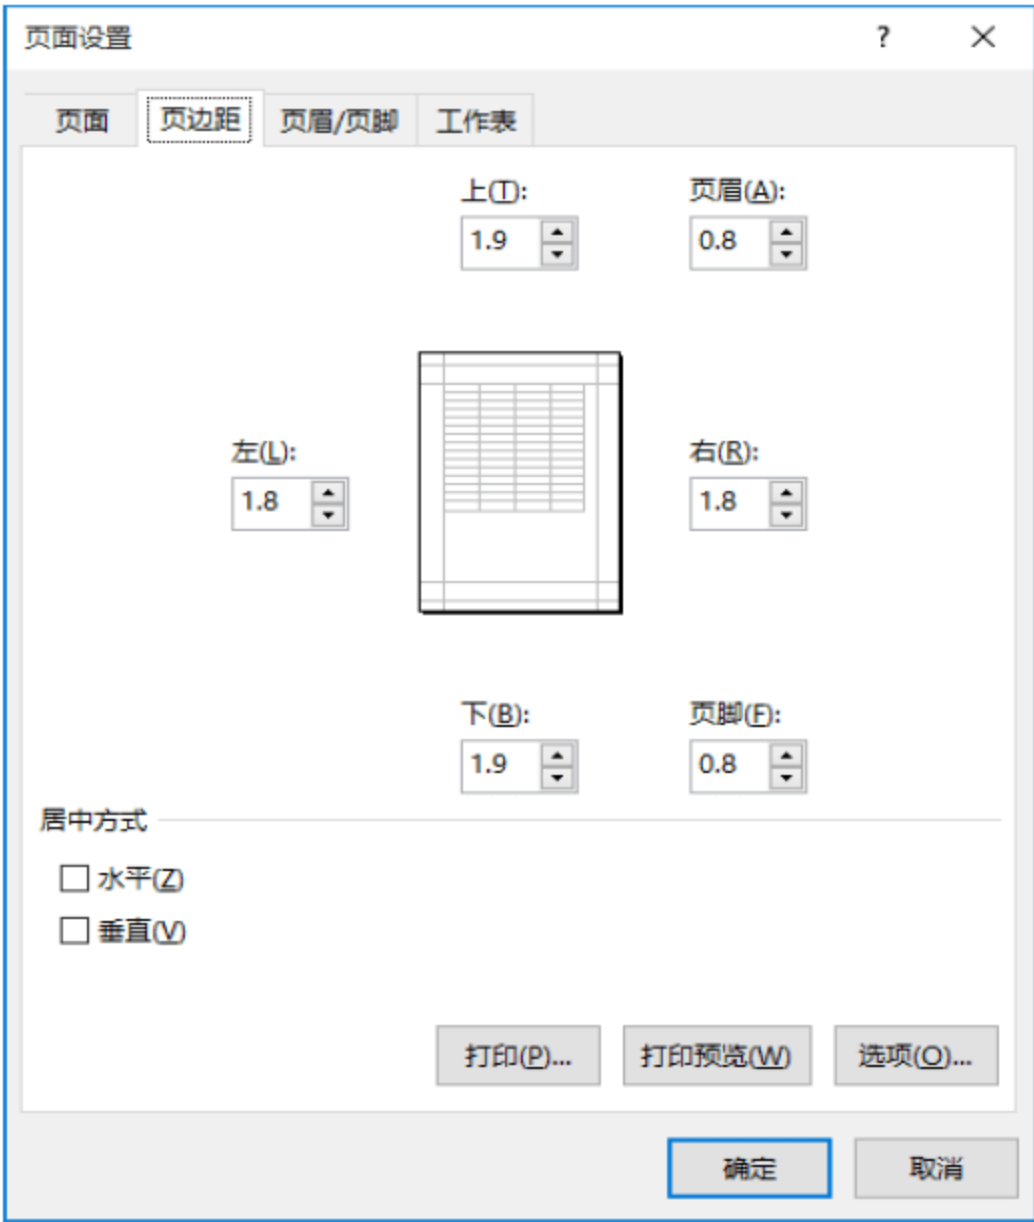 页面设置 ?
页面 页边距 页眉/页脚 工作表
上(T): 页眉(A):
1.9 0.8
左(L): 右(R):
1.8 1.8
下(B): 页脚(F):
1.9 0.8
居中方式
水平(Z)
垂直(V)
打印(P)... 打印预览(W) 选项(O)...
确定 取消